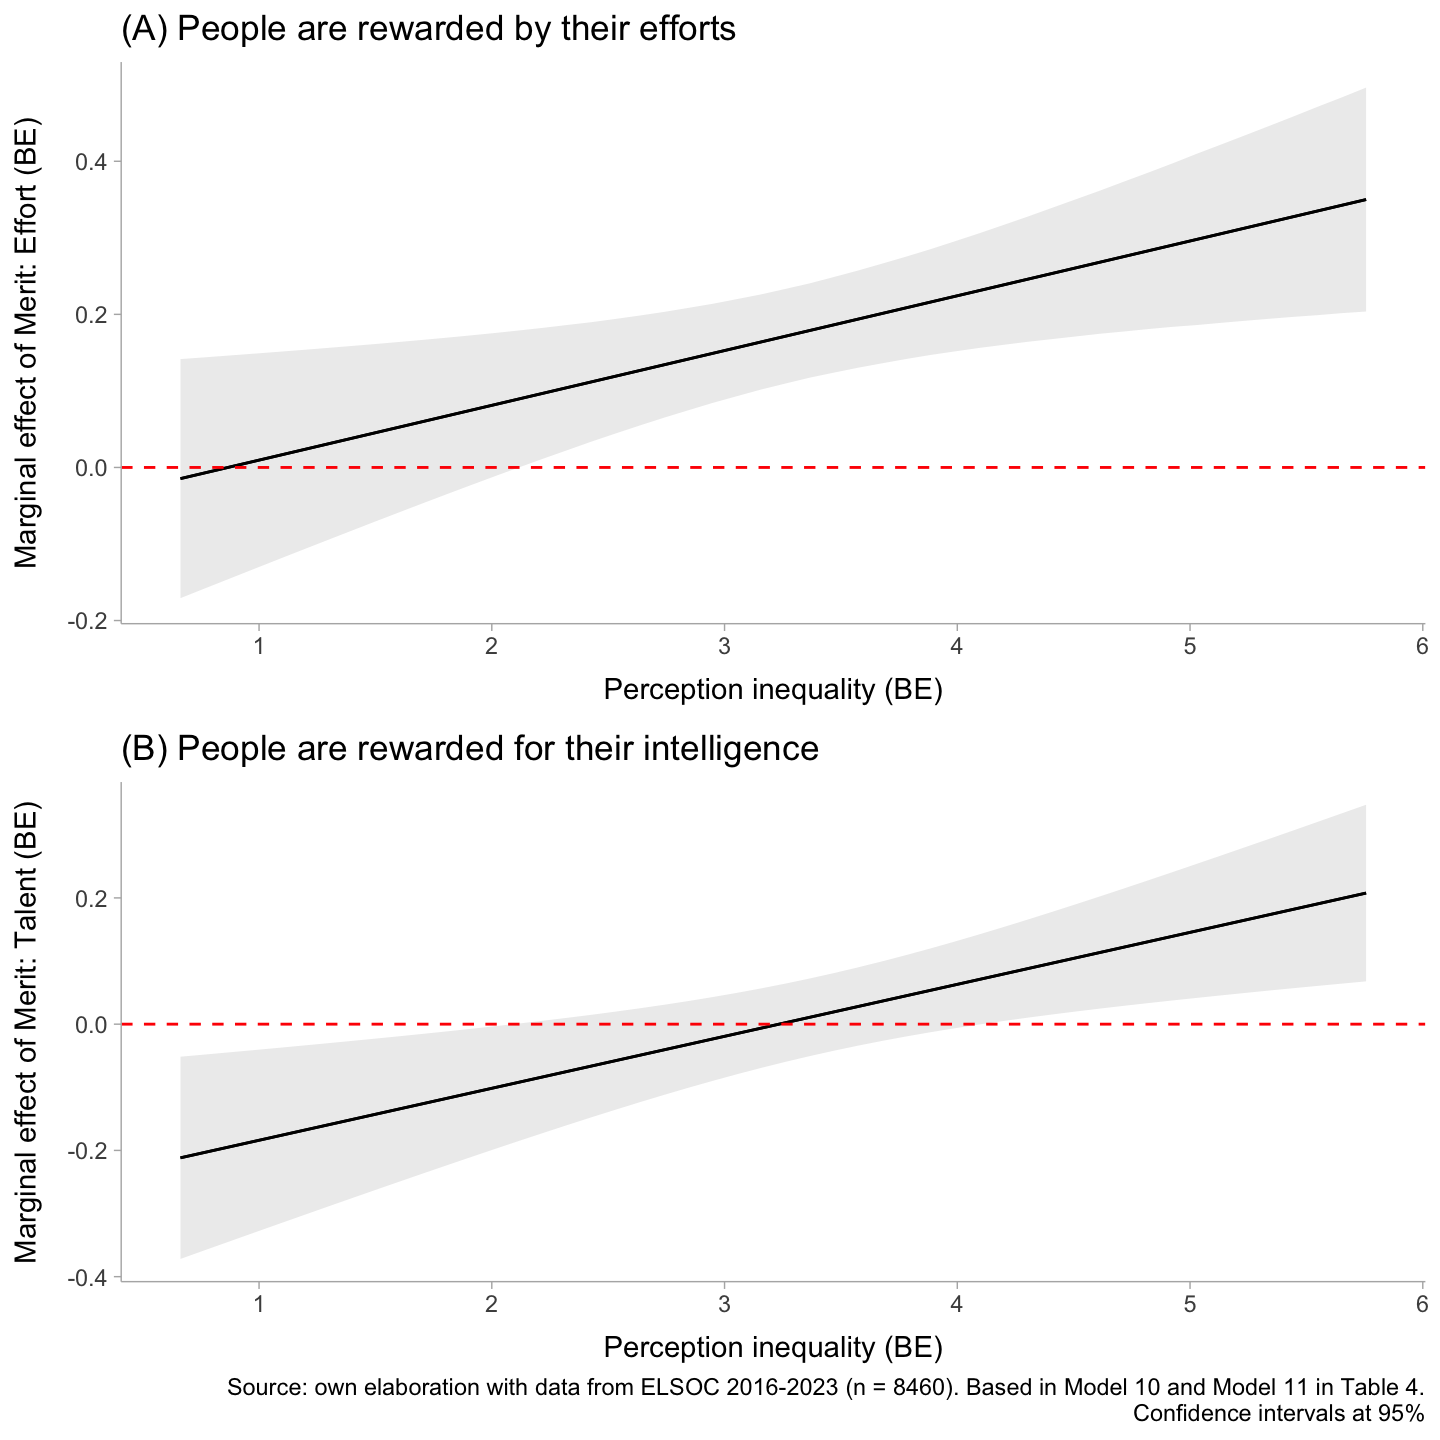 (A) People are rewarded by their efforts
Marginal effect of Merit: Effort (BE)
0.4
0.2
0.0
-0.2
1 2 3 4 5 6
Perception inequality (BE)
(B) People are rewarded for their intelligence
Marginal effect of Merit: Talent (BE)
0.2
0.0
-0.2
-0.4
1 2 3 4 5 6
Perception inequality (BE)
Source: own elaboration with data from ELSOC 2016-2023 (n = 8460). Based in Model 10 and Model 11 in Table 4.
Confidence intervals at 95%